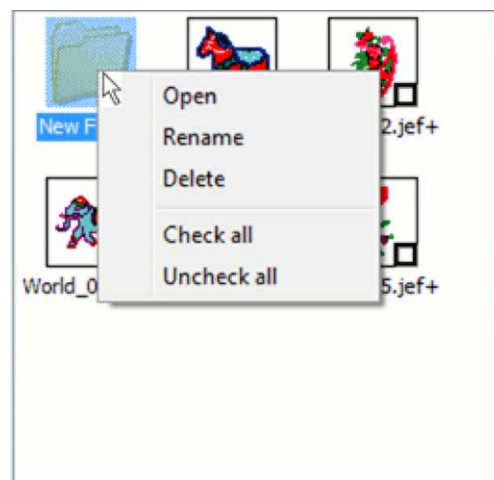 Open
New F
Rename
2.jef+
Delete
Check all
Uncheck all
World_0
5.jef+